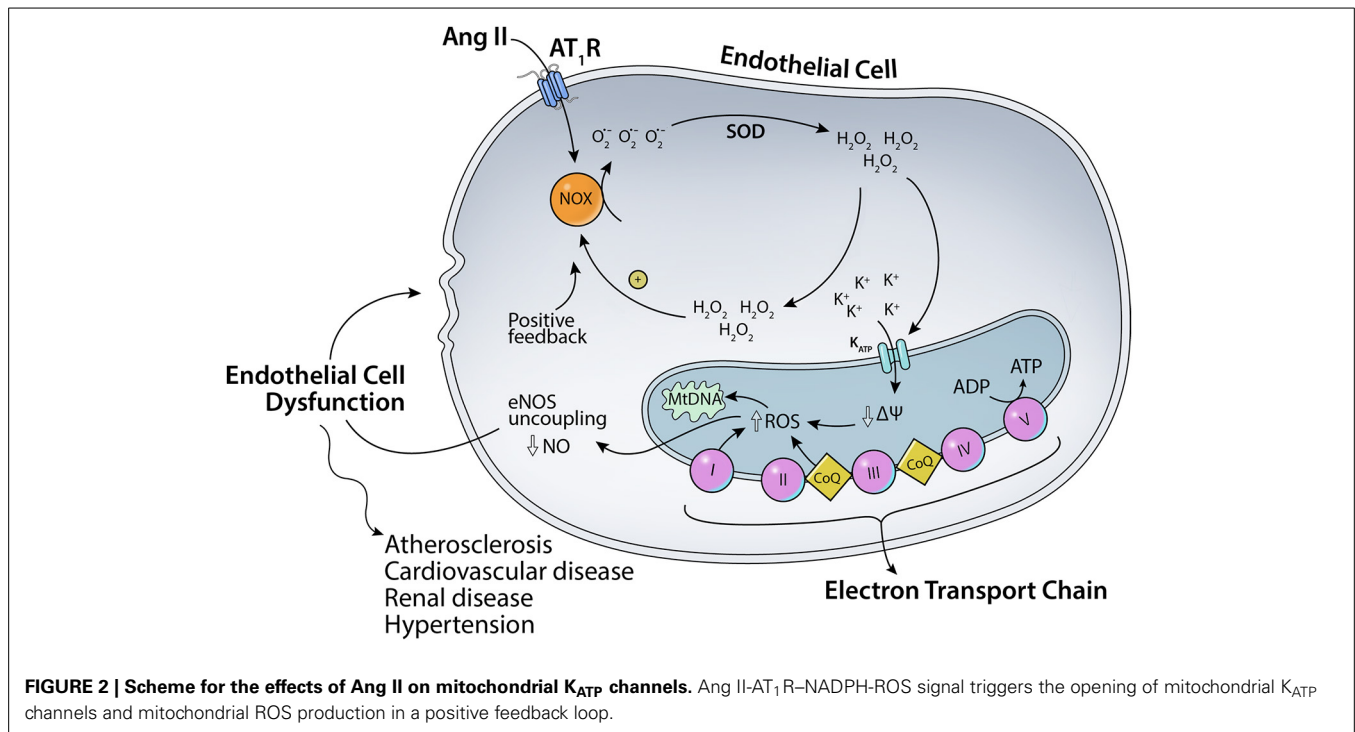 Ang II
AT₁R
Endothelial Cell
O₂•− O₂•− O₂•−
SOD
H₂O₂ H₂O₂
H₂O₂
NOX
+
K⁺ K⁺
K⁺
K⁺ K⁺
H₂O₂ H₂O₂
H₂O₂
Positive
feedback
K_ATP
Endothelial Cell
Dysfunction
eNOS
uncoupling
⇩ NO
MtDNA
⇧ ROS
⇩ ΔΨ
ADP
ATP
I
II
CoQ
III
CoQ
IV
V
Atherosclerosis
Cardiovascular disease
Renal disease
Hypertension
Electron Transport Chain
FIGURE 2 | Scheme for the effects of Ang II on mitochondrial K_ATP channels. Ang II-AT₁R–NADPH-ROS signal triggers the opening of mitochondrial K_ATP
channels and mitochondrial ROS production in a positive feedback loop.